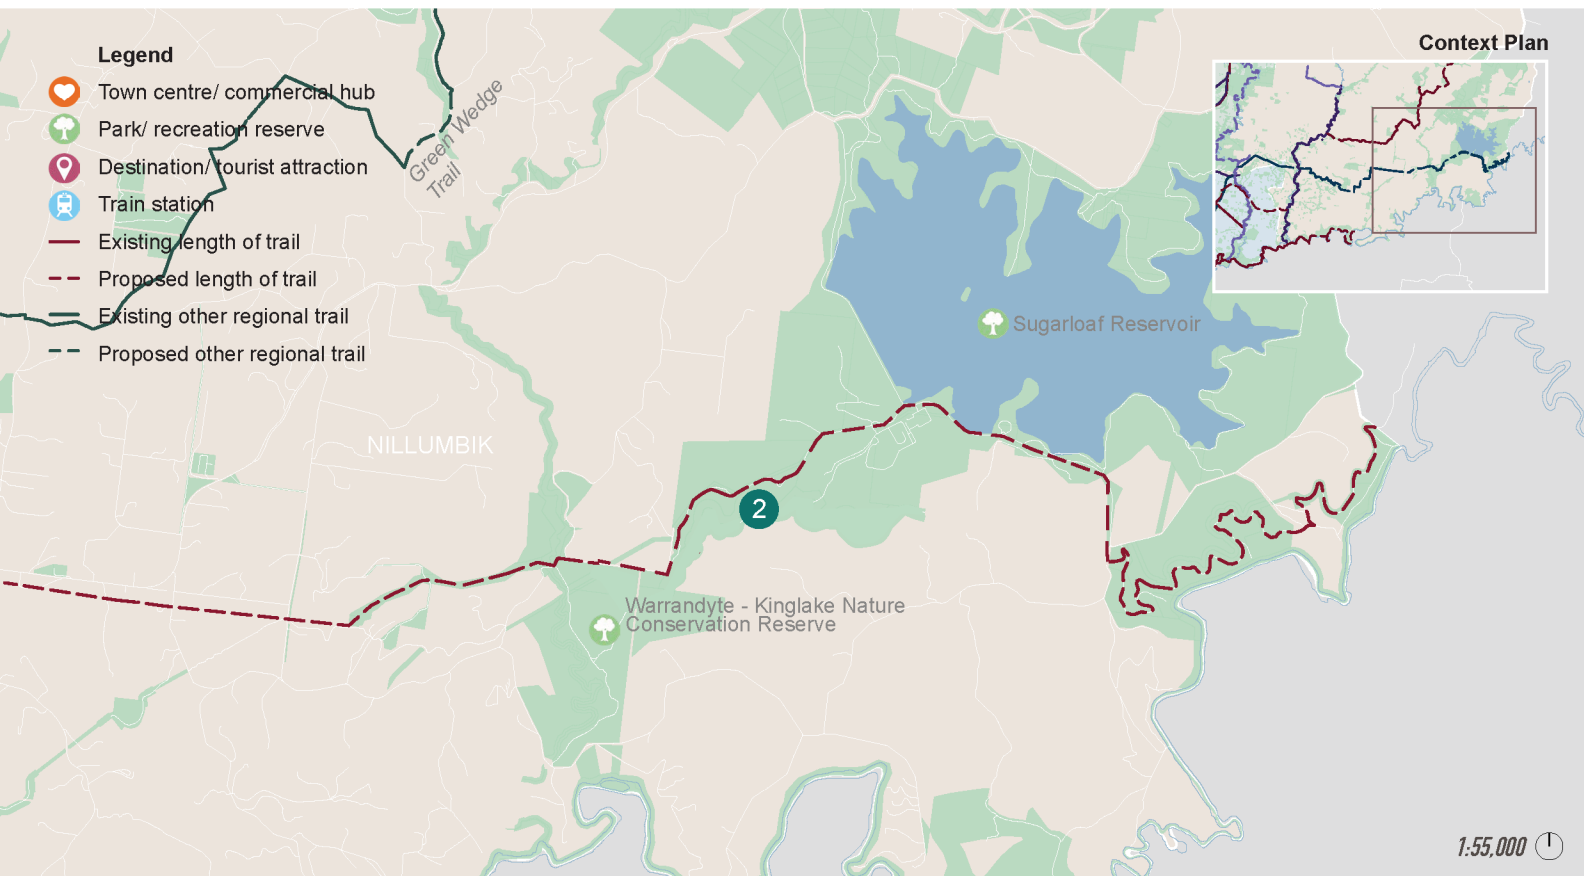 Legend
Town centre/ commercial hub
Park/ recreation reserve
Destination/ tourist attraction
Train station
Existing length of trail
Proposed length of trail
Existing other regional trail
Proposed other regional trail
Green Wedge
Trail
Context Plan
Sugarloaf Reservoir
NILLUMBIK
2
Warrandyte - Kinglake Nature
Conservation Reserve
1:55,000